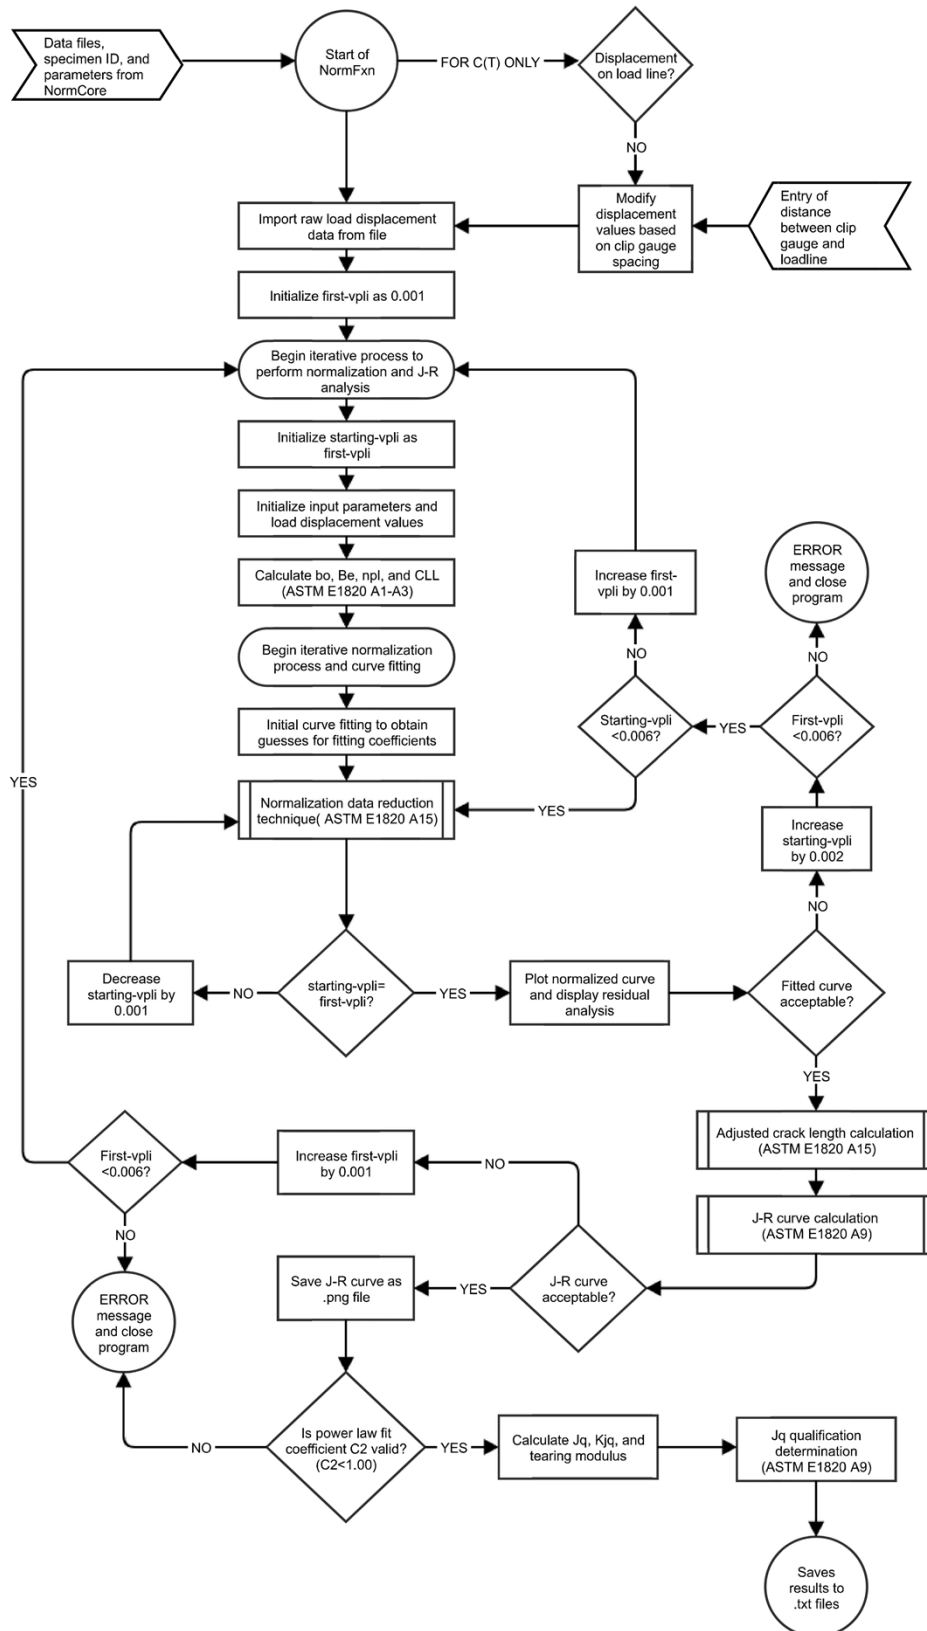 Data files,
specimen ID, and
parameters from
NormCore
Start of
NormFxn
FOR C(T) ONLY
Displacement
on load line?
NO
Import raw load displacement
data from file
Modify
displacement
values based
on clip gauge
spacing
Entry of
distance
between clip
gauge and
loadline
Initialize first-vpli as 0.001
Begin iterative process to
perform normalization and J-R
analysis
Initialize starting-vpli as
first-vpli
Initialize input parameters and
load displacement values
Calculate bo, Be, npl, and CLL
(ASTM E1820 A1-A3)
Increase first-
vpli by 0.001
ERROR
message
and close
program
Begin iterative normalization
process and curve fitting
NO
NO
Initial curve fitting to obtain
guesses for fitting coefficients
Starting-vpli
<0.006?
YES
First-vpli
<0.006?
YES
Normalization data reduction
technique( ASTM E1820 A15)
YES
Increase
starting-vpli
by 0.002
NO
Decrease
starting-vpli by
0.001
NO
starting-vpli=
first-vpli?
YES
Plot normalized curve
and display residual
analysis
Fitted curve
acceptable?
YES
Adjusted crack length calculation
(ASTM E1820 A15)
First-vpli
<0.006?
Increase first-vpli
by 0.001
NO
J-R curve calculation
(ASTM E1820 A9)
NO
Save J-R curve as
.png file
YES
J-R curve
acceptable?
ERROR
message
and close
program
NO
Is power law fit
coefficient C2 valid?
(C2<1.00)
YES
Calculate Jq, Kjq, and
tearing modulus
Jq qualification
determination
(ASTM E1820 A9)
Saves
results to
.txt files